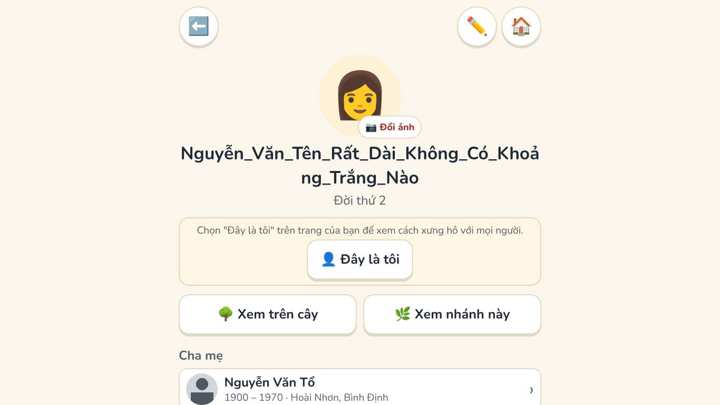 Đổi ảnh
Nguyễn_Văn_Tên_Rất_Dài_Không_Có_Khoả
ng_Trắng_Nào
Đời thứ 2
Chọn "Đây là tôi" trên trang của bạn để xem cách xưng hô với mọi người.
Đây là tôi
Xem trên cây
Xem nhánh này
Cha mẹ
Nguyễn Văn Tổ
1900 – 1970 · Hoài Nhơn, Bình Định